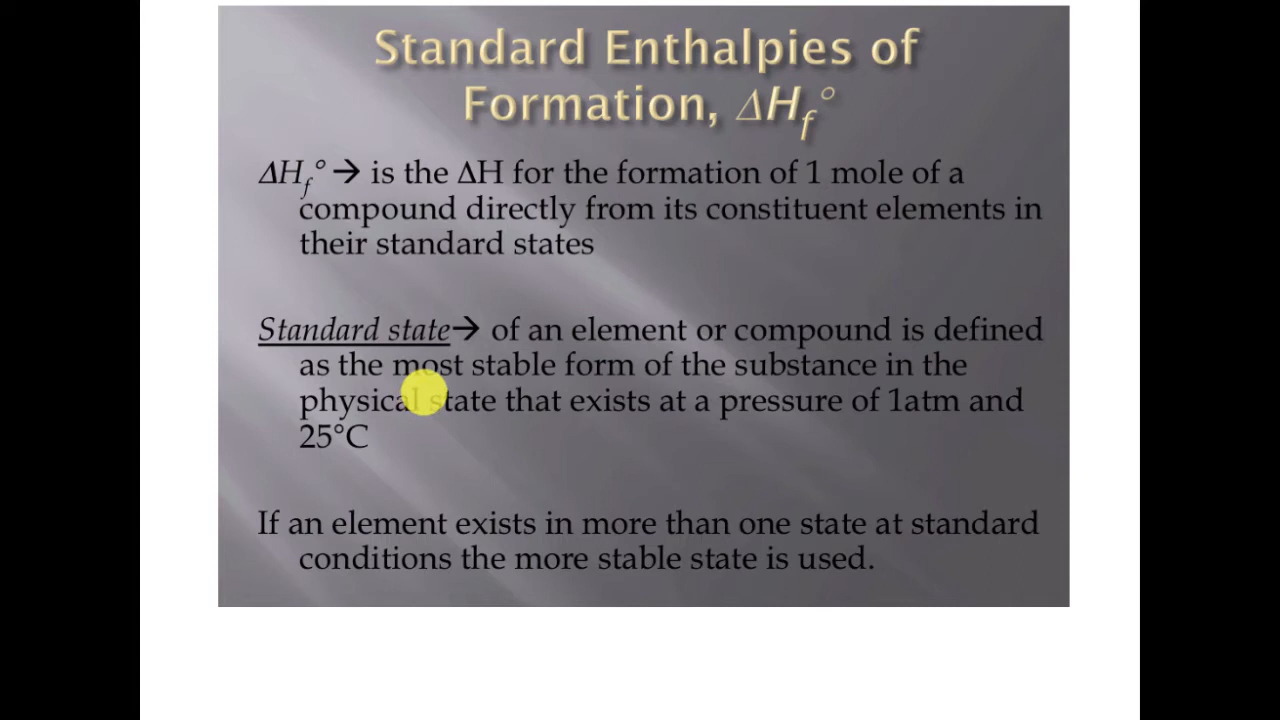 Standard Enthalpies of
Formation, ΔHf°
ΔHf° → is the ΔH for the formation of 1 mole of a
compound directly from its constituent elements in
their standard states
Standard state→ of an element or compound is defined
as the most stable form of the substance in the
physical state that exists at a pressure of 1atm and
25°C
If an element exists in more than one state at standard
conditions the more stable state is used.